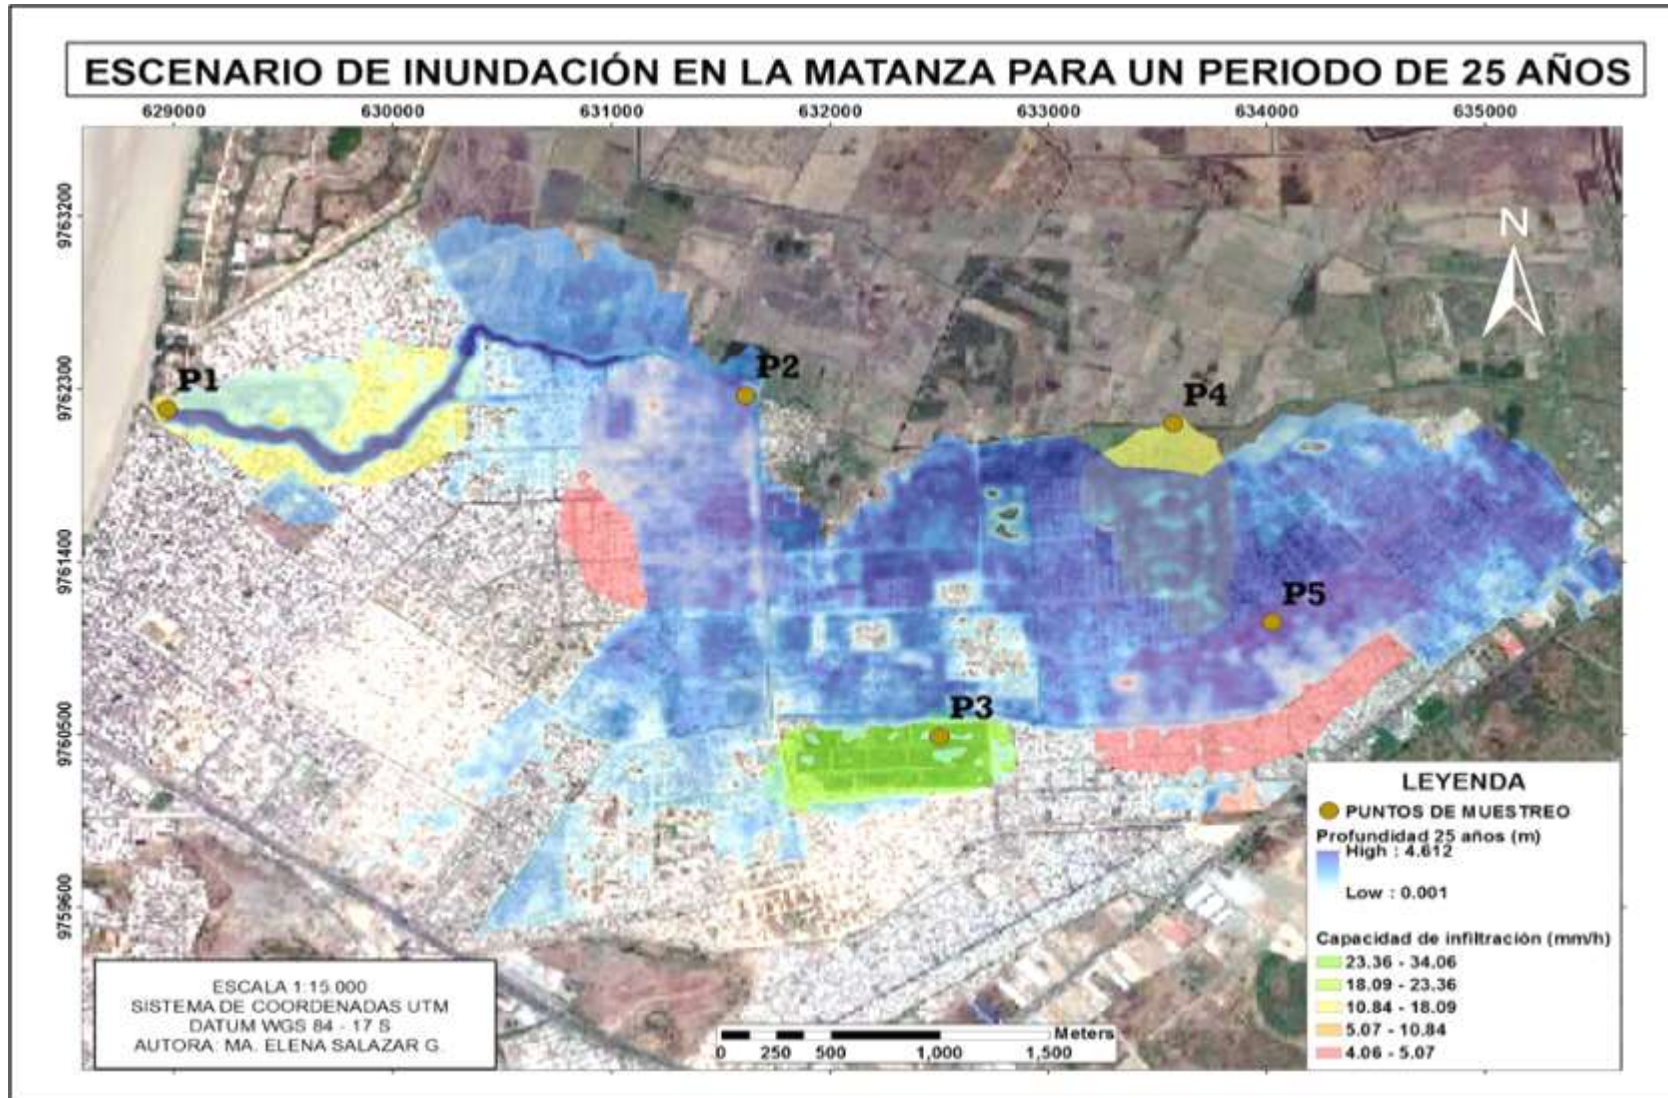 ESCENARIO DE INUNDACIÓN EN LA MATANZA PARA UN PERIODO DE 25 AÑOS
629000 630000 631000 632000 633000 634000 635000
9763200
9762300
9761400
9760500
9759600
N
P1
P2
P4
P5
P3
LEYENDA
PUNTOS DE MUESTREO
Profundidad 25 años (m)
High : 4.612
Low : 0.001
Capacidad de infiltración (mm/h)
23.36 - 34.06
18.09 - 23.36
10.84 - 18.09
5.07 - 10.84
4.06 - 5.07
ESCALA 1:15.000
SISTEMA DE COORDENADAS UTM
DATUM WGS 84 - 17 S
AUTORA: MA. ELENA SALAZAR G.
Meters
0 250 500 1,000 1,500